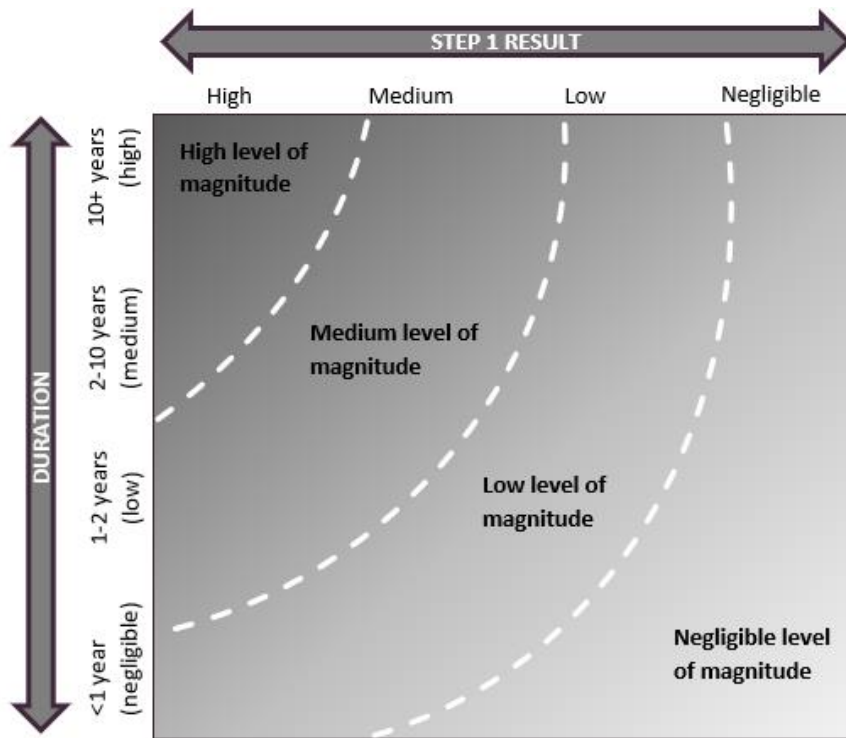 STEP 1 RESULT
High Medium Low Negligible
DURATION
10+ years
(high)
2-10 years
(medium)
1-2 years
(low)
<1 year
(negligible)
High level of
magnitude
Medium level of
magnitude
Low level of
magnitude
Negligible level
of magnitude